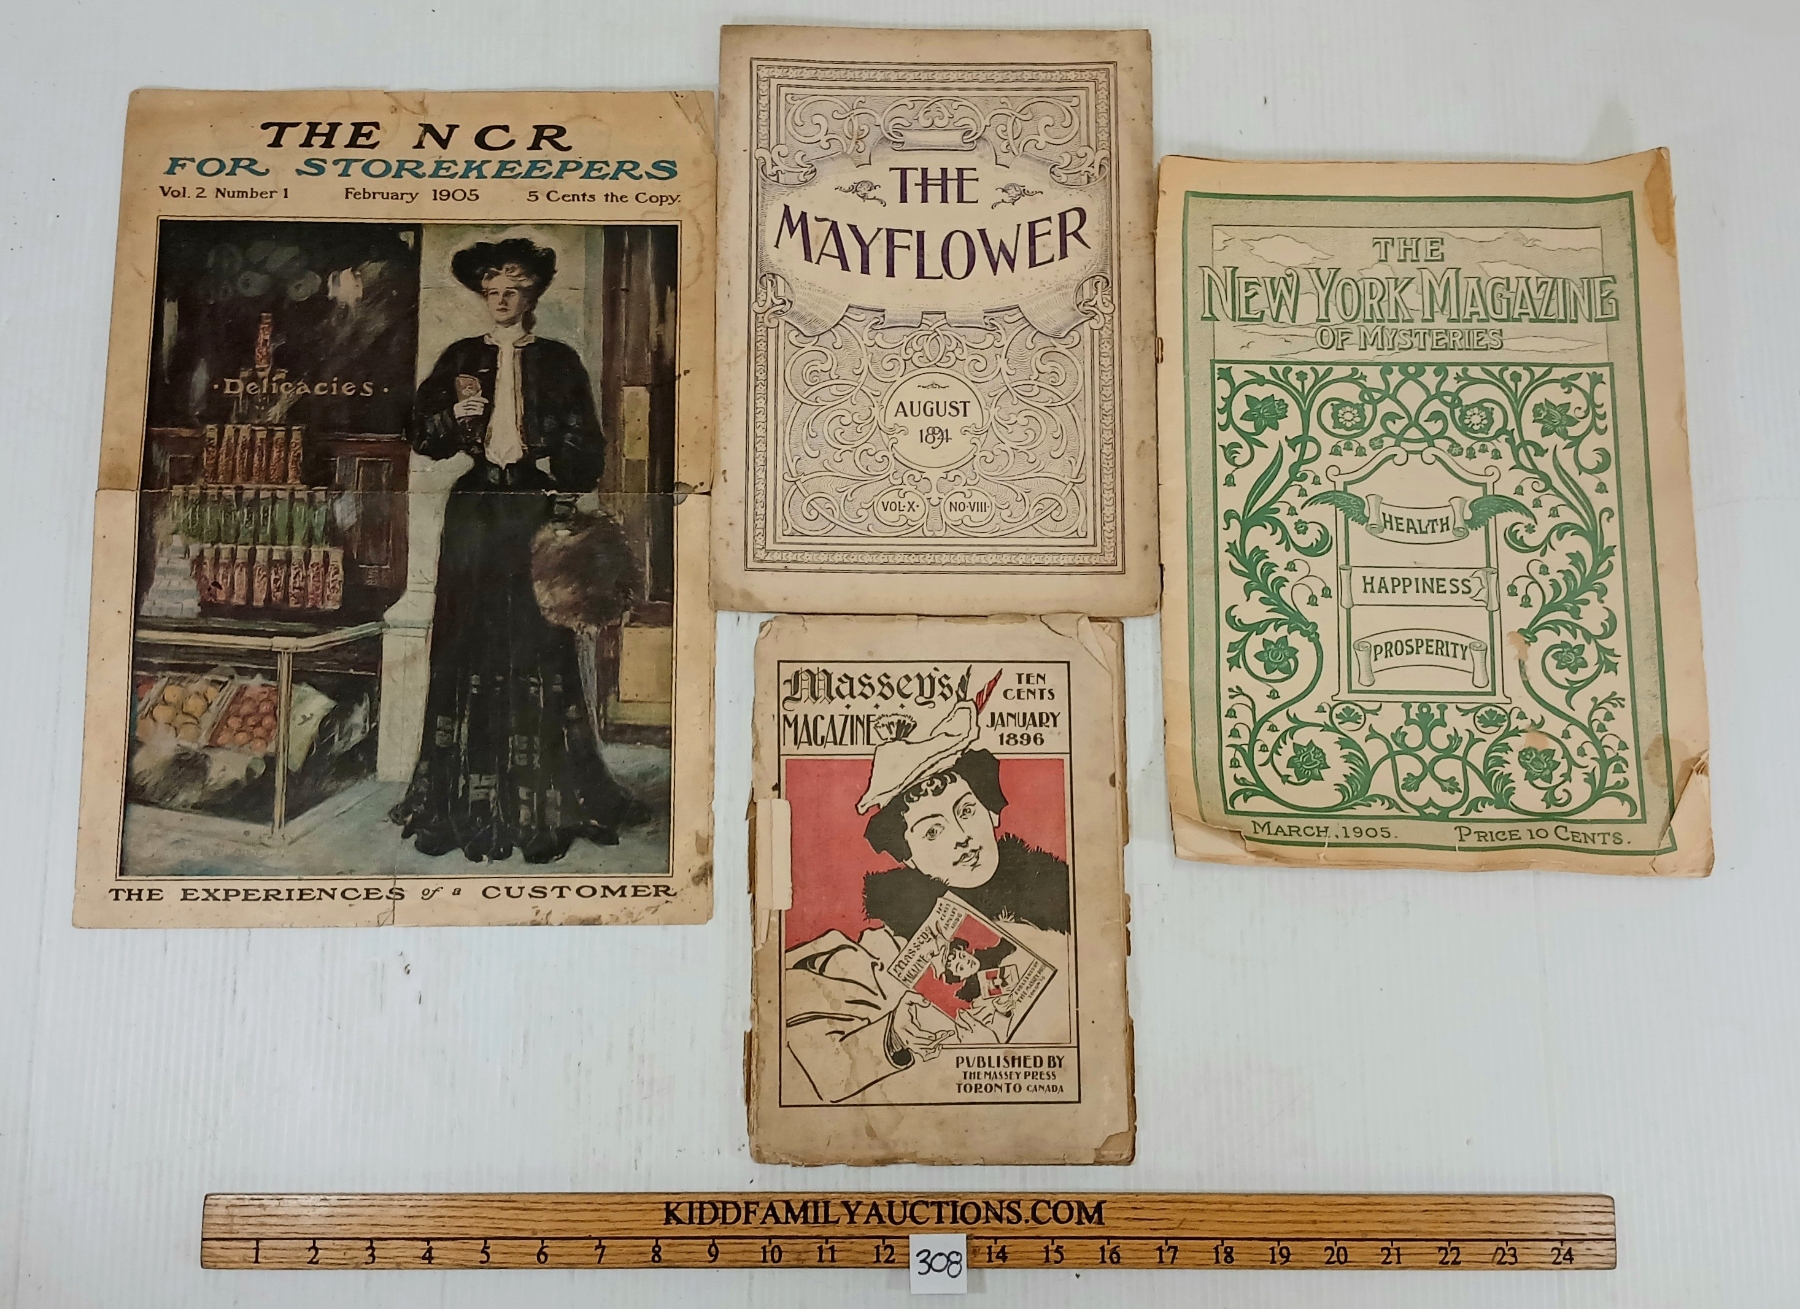 THE NCR
FOR STOREKEEPERS
Vol. 2 Number 1 February 1905 5 Cents the Copy.
·Delicacies·
THE EXPERIENCES of a CUSTOMER
THE
MAYFLOWER
AUGUST
1894
VOL·X· NO·VIII·
THE
NEW YORK MAGAZINE
OF MYSTERIES
HEALTH
HAPPINESS
PROSPERITY
MARCH, 1905. PRICE 10 CENTS.
Massey's
MAGAZINE
TEN
CENTS
JANUARY
1896
MASSEYS
MAGAZINE
PUBLISHED BY
THE MASSEY PRESS
TORONTO CANADA
KIDDFAMILYAUCTIONS.COM
1 2 3 4 5 6 7 8 9 10 11 12 14 15 16 17 18 19 20 21 22 23 24
308